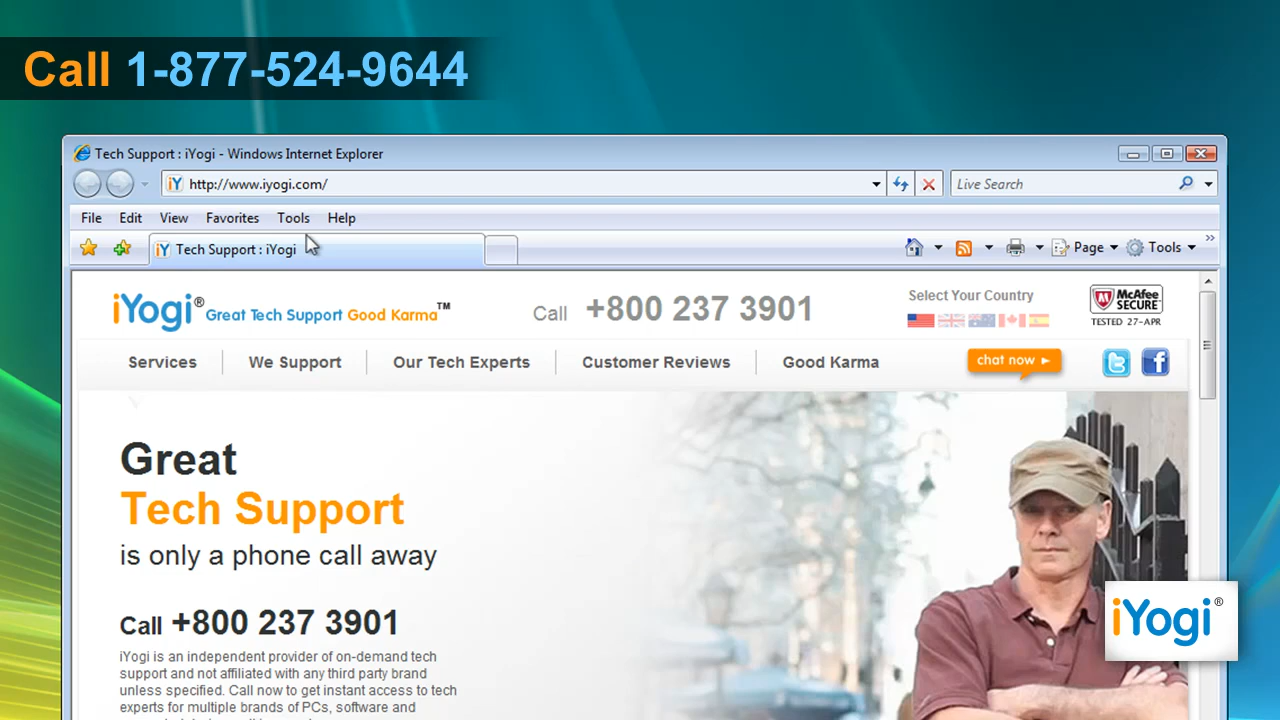 Call 1-877-524-9644
Tech Support : iYogi - Windows Internet Explorer
iY http://www.iyogi.com/
Live Search
File Edit View Favorites Tools Help
iY Tech Support : iYogi
Page Tools
iYogi® Great Tech Support Good Karma™
Call +800 237 3901
Select Your Country
McAfee SECURE
TESTED 27-APR
Services We Support Our Tech Experts Customer Reviews Good Karma
chat now
Great
Tech Support
is only a phone call away
Call +800 237 3901
iYogi is an independent provider of on-demand tech
support and not affiliated with any third party brand
unless specified. Call now to get instant access to tech
experts for multiple brands of PCs, software and
iYogi®